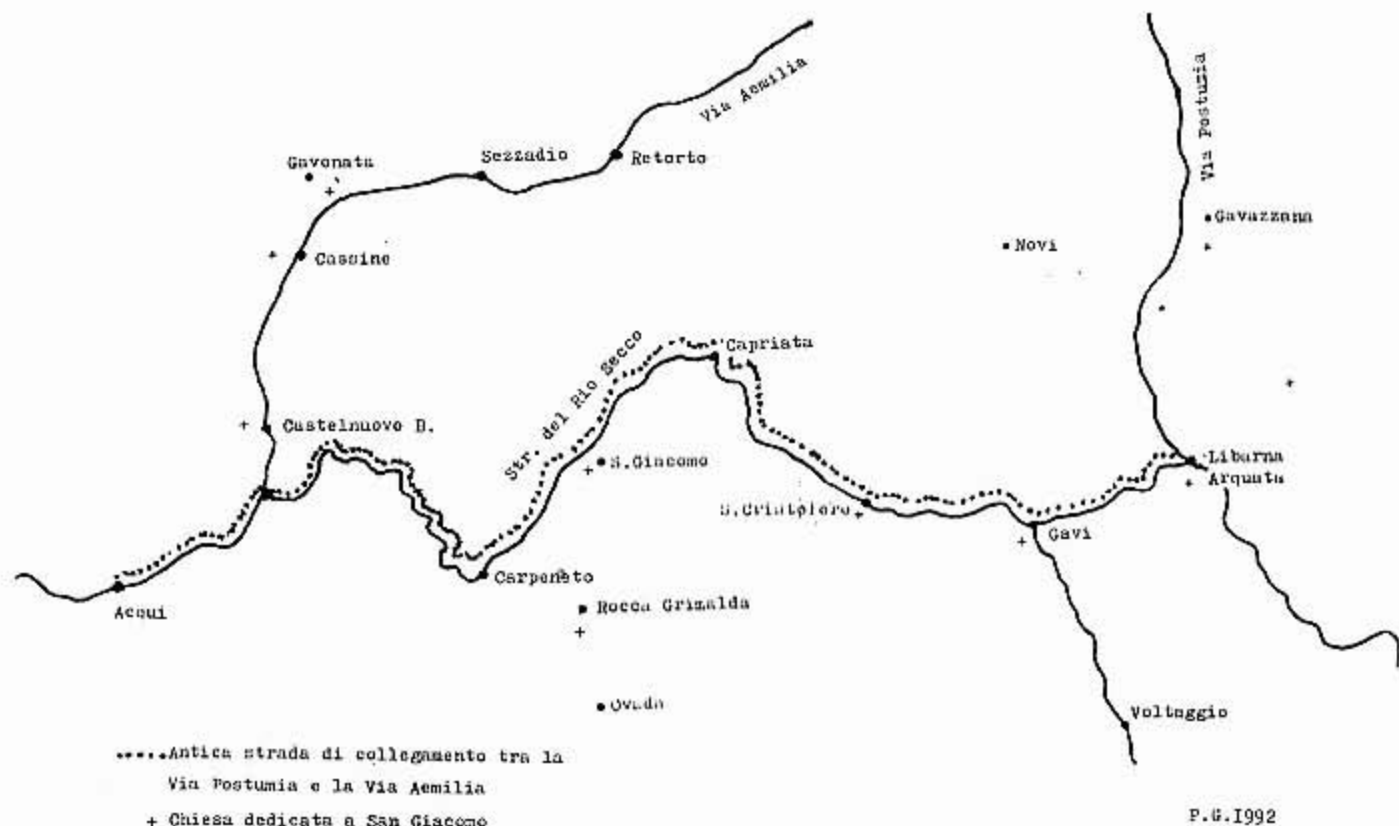 Via Aemilia
Via Postumia
Gavonata
Sezzadio
Retorto
Gavazzana
Cassine
Novi
Str. del Rio Secco
Capriata
Castelnuovo B.
S.Giacomo
Libarna
Arquata
S.Cristoforo
Gavi
Carpeneto
Acqui
Rocca Grimalda
Ovada
Voltaggio
Antica strada di collegamento tra la
Via Postumia e la Via Aemilia
+ Chiesa dedicata a San Giacomo
P.G.I992